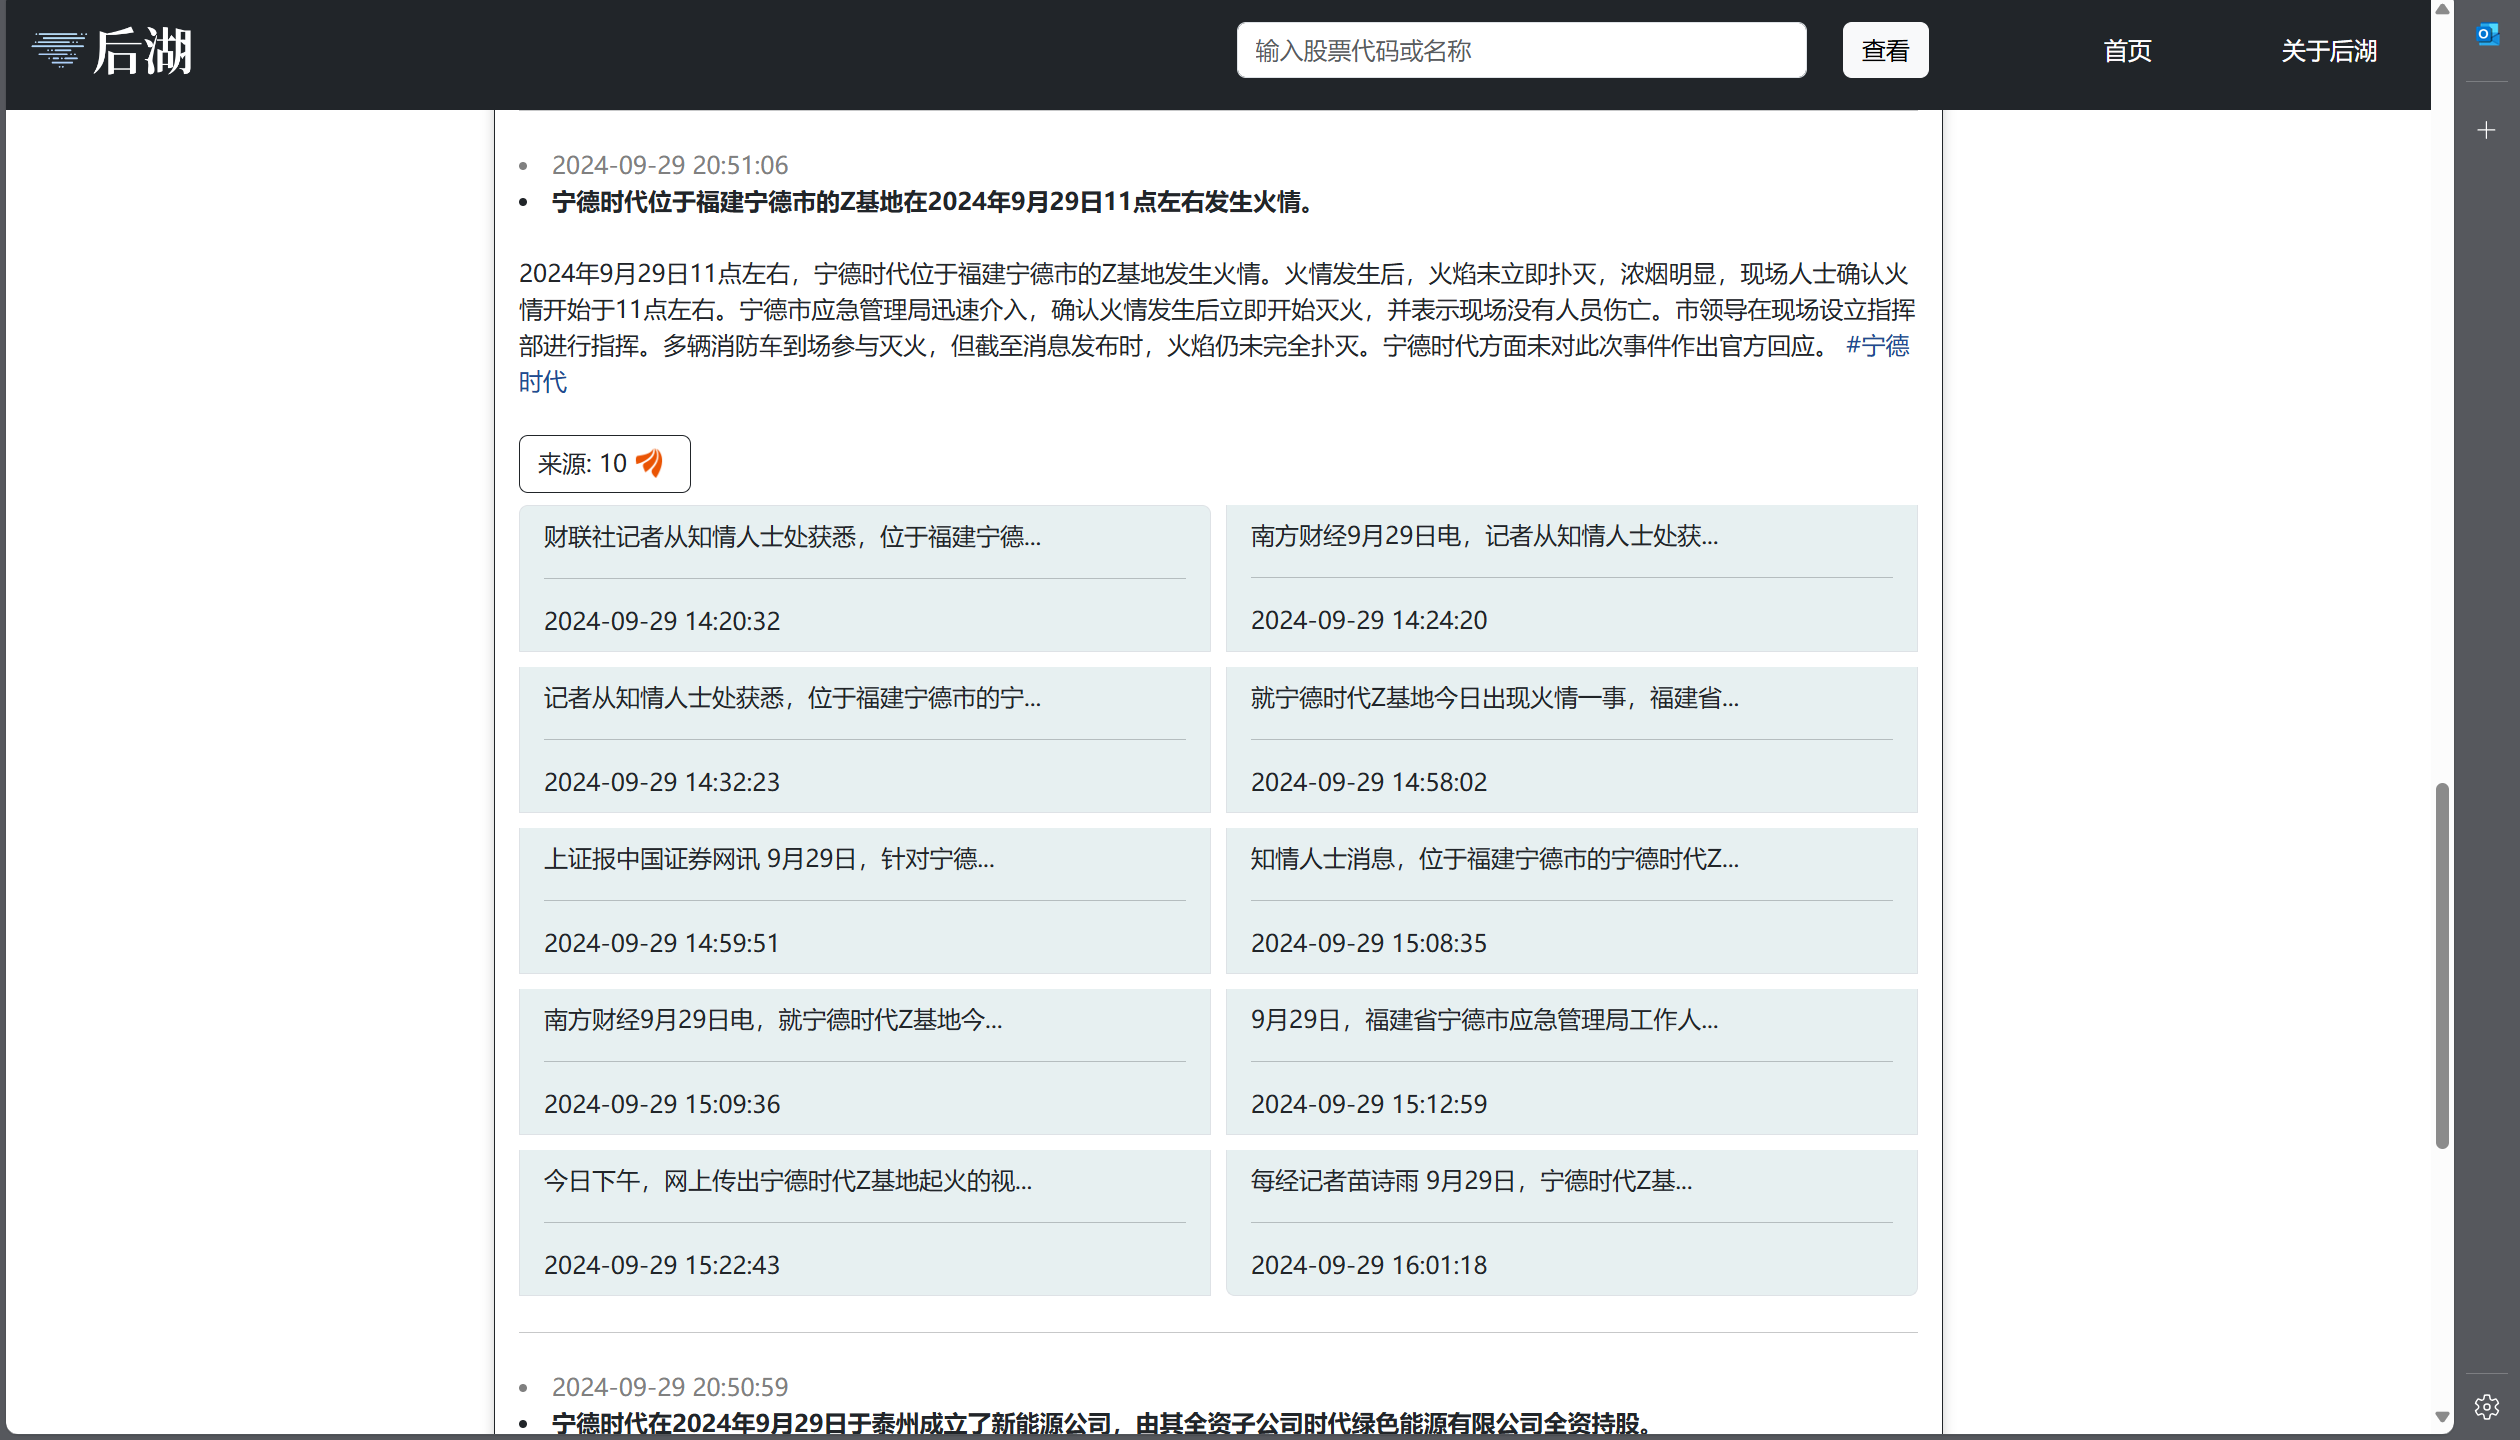 后湖
输入股票代码或名称
查看
首页
关于后湖
2024-09-29 20:51:06
宁德时代位于福建宁德市的Z基地在2024年9月29日11点左右发生火情。
2024年9月29日11点左右，宁德时代位于福建宁德市的Z基地发生火情。火情发生后，火焰未立即扑灭，浓烟明显，现场人士确认火
情开始于11点左右。宁德市应急管理局迅速介入，确认火情发生后立即开始灭火，并表示现场没有人员伤亡。市领导在现场设立指挥
部进行指挥。多辆消防车到场参与灭火，但截至消息发布时，火焰仍未完全扑灭。宁德时代方面未对此次事件作出官方回应。 #宁德
时代
来源: 10
财联社记者从知情人士处获悉，位于福建宁德...
2024-09-29 14:20:32
南方财经9月29日电，记者从知情人士处获...
2024-09-29 14:24:20
记者从知情人士处获悉，位于福建宁德市的宁...
2024-09-29 14:32:23
就宁德时代Z基地今日出现火情一事，福建省...
2024-09-29 14:58:02
上证报中国证券网讯 9月29日，针对宁德...
2024-09-29 14:59:51
知情人士消息，位于福建宁德市的宁德时代Z...
2024-09-29 15:08:35
南方财经9月29日电，就宁德时代Z基地今...
2024-09-29 15:09:36
9月29日，福建省宁德市应急管理局工作人...
2024-09-29 15:12:59
今日下午，网上传出宁德时代Z基地起火的视...
2024-09-29 15:22:43
每经记者苗诗雨 9月29日，宁德时代Z基...
2024-09-29 16:01:18
2024-09-29 20:50:59
宁德时代在2024年9月29日于泰州成立了新能源公司，由其全资子公司时代绿色能源有限公司全资持股。